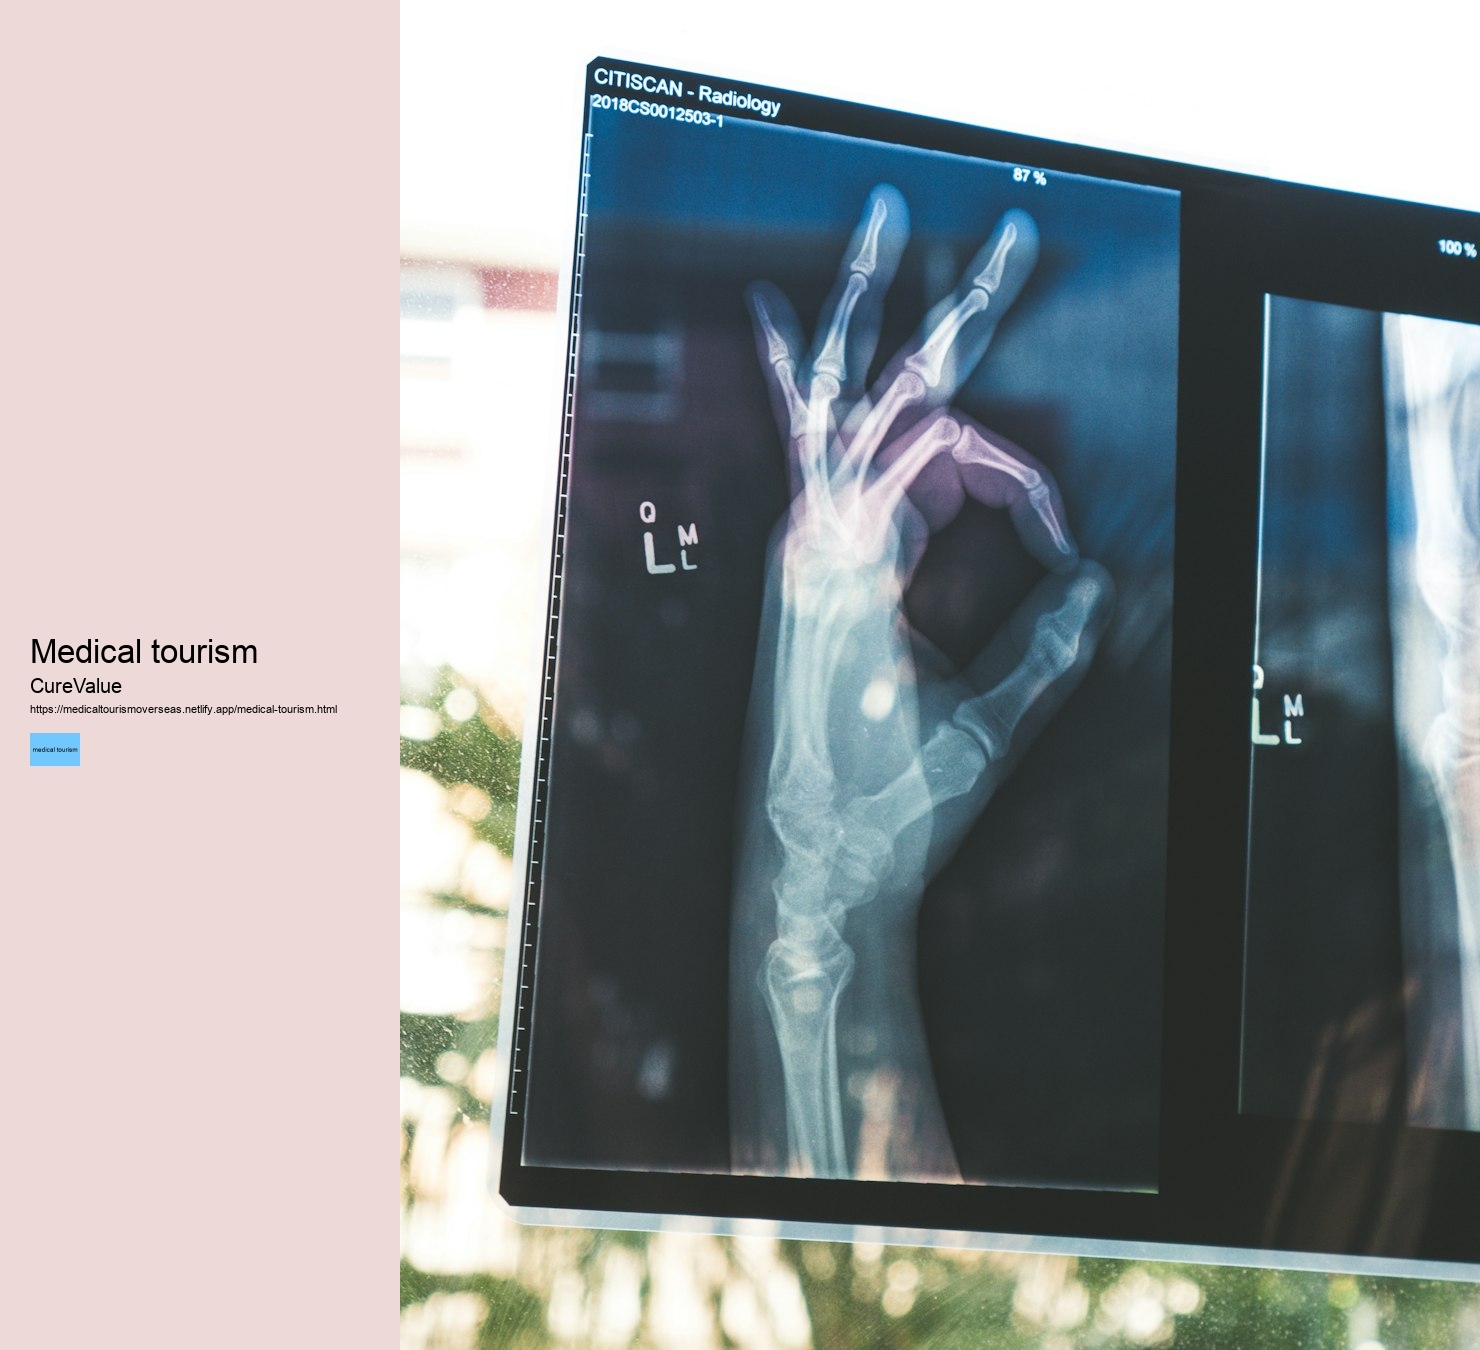 Medical tourism
CureValue
https://medicaltourismoverseas.netlify.app/medical-tourism.html
medical tourism
CITISCAN - Radiology
2018CS0012503-1
87 %
100 %
Q
L M
L
Q
L M
L